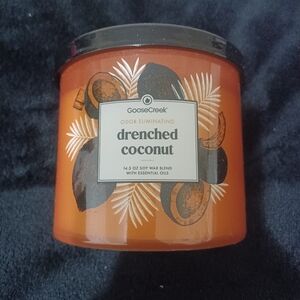 GooseCreek
ODOR ELIMINATING
drenched
coconut
14.5 OZ SOY WAX BLEND
WITH ESSENTIAL OILS